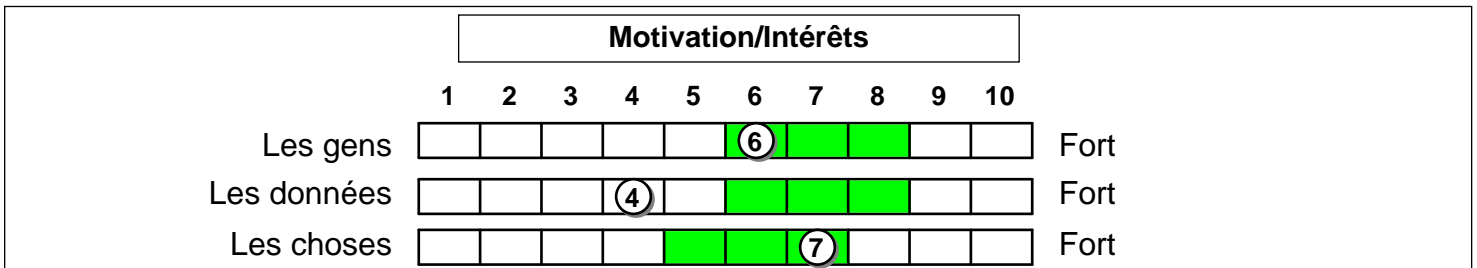 Motivation/Intérêts
1 2 3 4 5 6 7 8 9 10
Les gens 6 Fort
Les données 4 Fort
Les choses 7 Fort